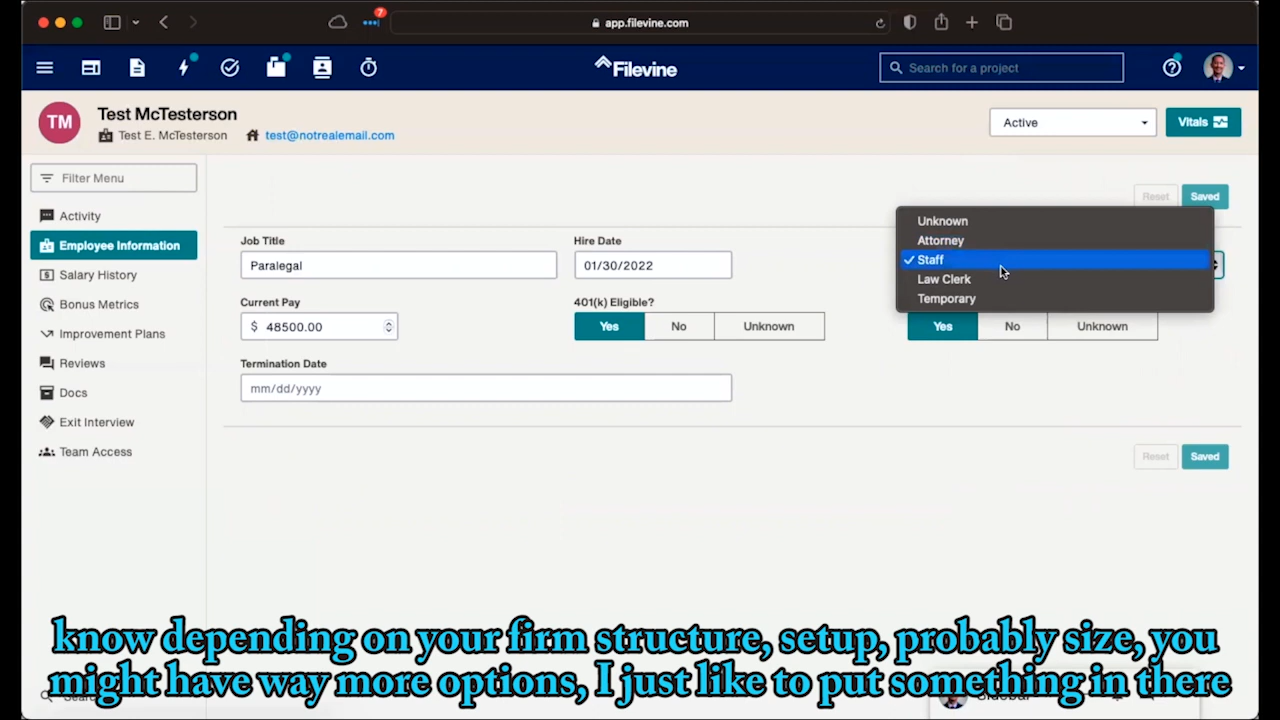 7
app.filevine.com
Filevine
Search for a project
TM
Test McTesterson
Test E. McTesterson
test@notrealemail.com
Active
Vitals
Filter Menu
Activity
Employee Information
Salary History
Bonus Metrics
Improvement Plans
Reviews
Docs
Exit Interview
Team Access
Reset
Saved
Job Title
Paralegal
Hire Date
01/30/2022
Unknown
Attorney
Staff
Law Clerk
Temporary
Current Pay
$ 48500.00
401(k) Eligible?
Yes No Unknown
Yes No Unknown
Termination Date
mm/dd/yyyy
Reset
Saved
know depending on your firm structure, setup, probably size, you
might have way more options, I just like to put something in there